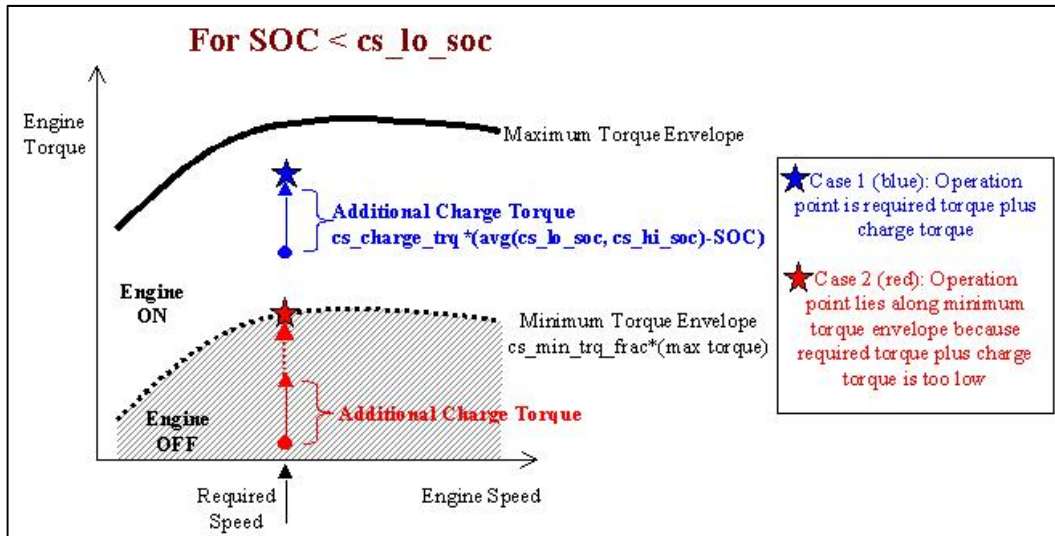 For SOC < cs_lo_soc
Engine
Torque
Maximum Torque Envelope
Additional Charge Torque
cs_charge_trq *(avg(cs_lo_soc, cs_hi_soc)-SOC)
Engine
ON
Minimum Torque Envelope
cs_min_trq_frac*(max torque)
Additional Charge Torque
Engine
OFF
Required
Speed
Engine Speed
Case 1 (blue): Operation
point is required torque plus
charge torque
Case 2 (red): Operation
point lies along minimum
torque envelope because
required torque plus charge
torque is too low